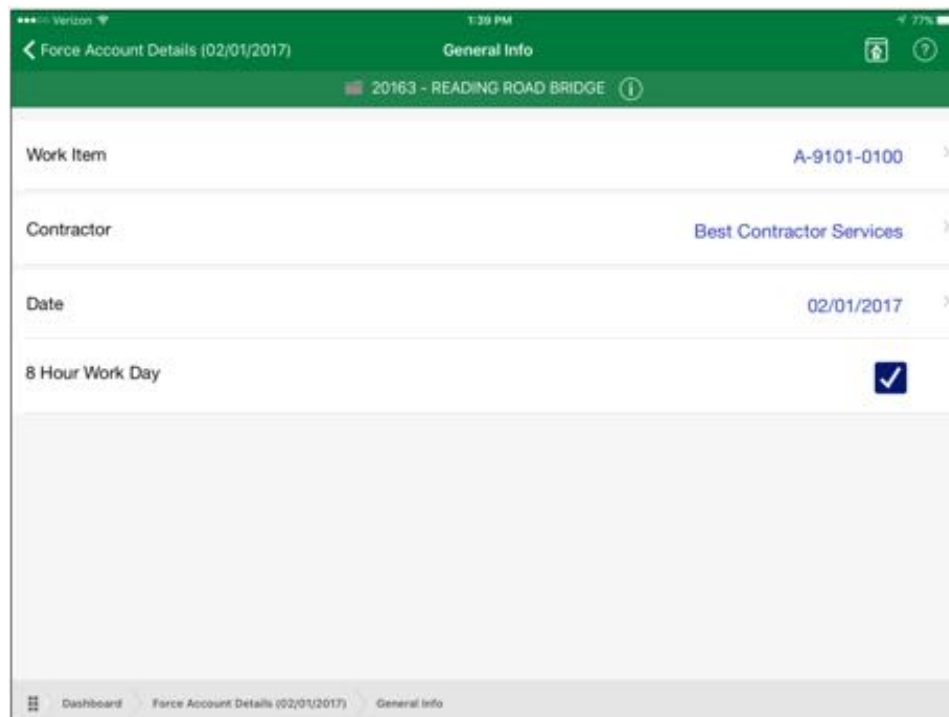 Verizon 1:39 PM 77%
Force Account Details (02/01/2017) General Info ?
20163 - READING ROAD BRIDGE i
Work Item A-9101-0100
Contractor Best Contractor Services
Date 02/01/2017
8 Hour Work Day
Dashboard Force Account Details (02/01/2017) General Info